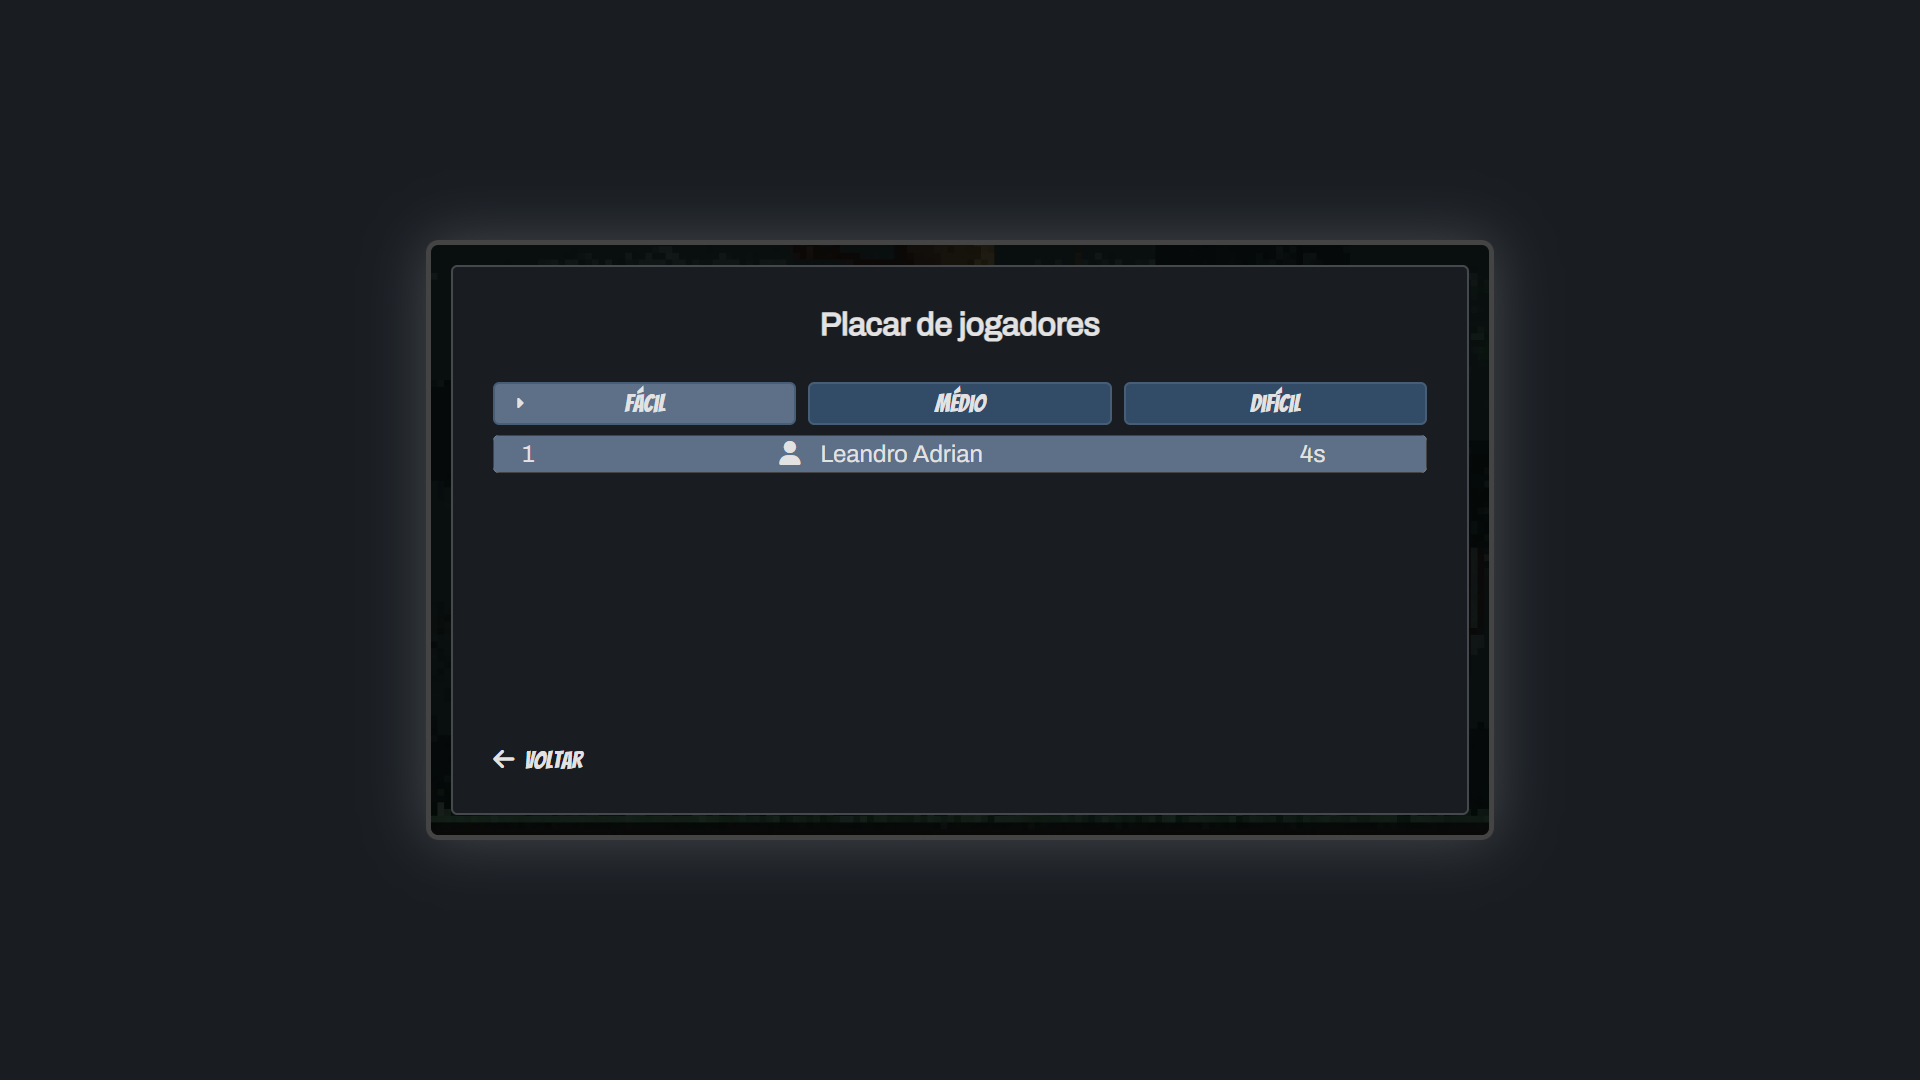 Placar de jogadores
FÁCIL MÉDIO DIFÍCIL
1 Leandro Adrian 4s
VOLTAR